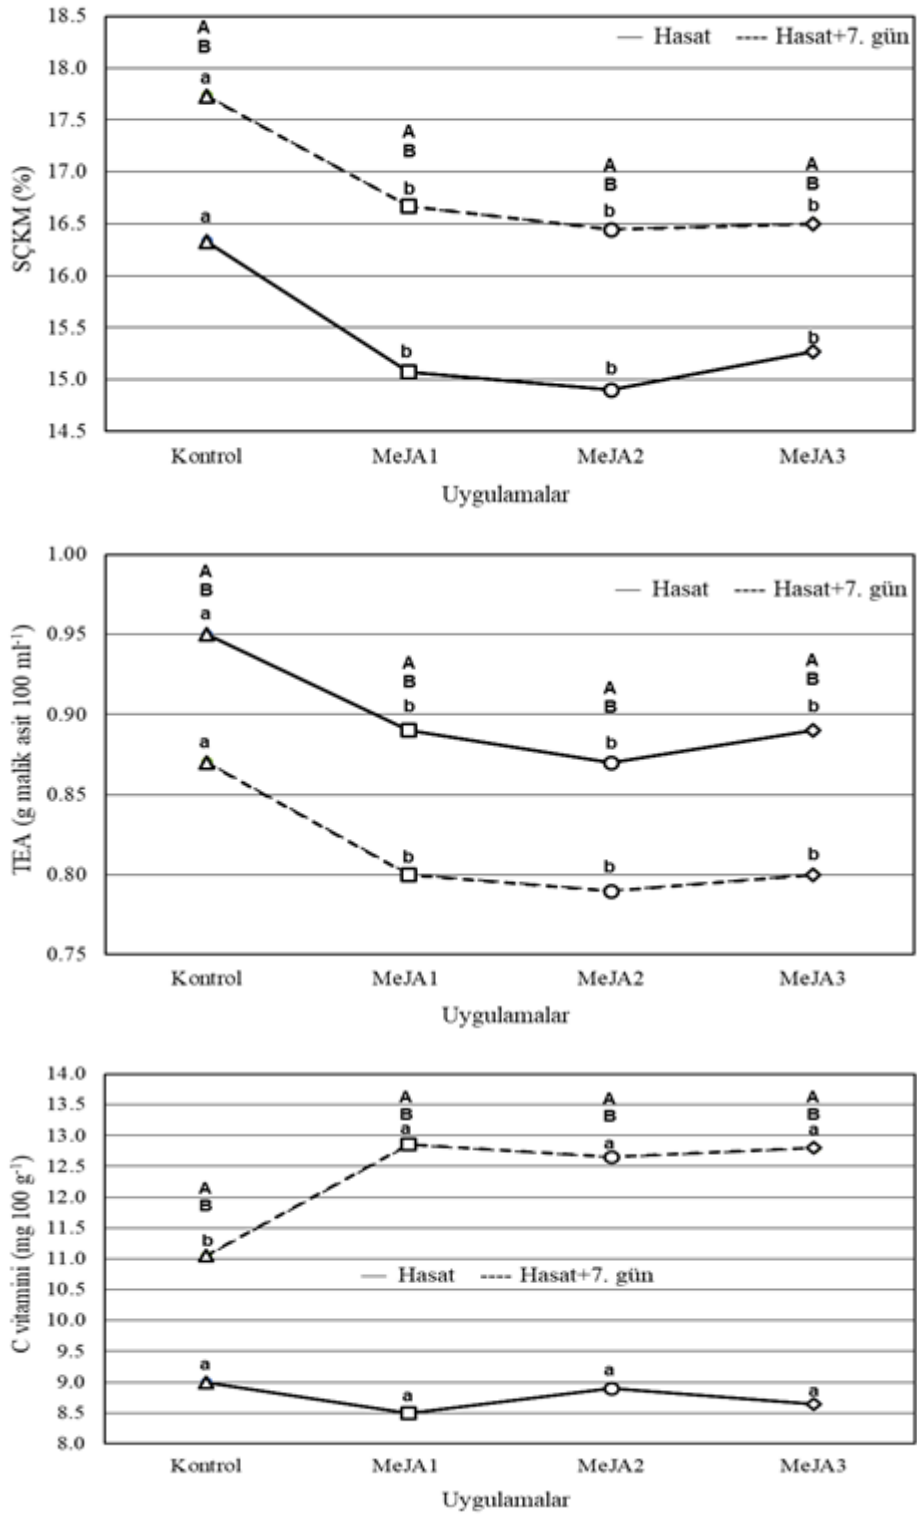 18.5
18.0
17.5
17.0
16.5
16.0
15.5
15.0
14.5
SÇKM (%)
Hasat Hasat+7. gün
A
B
a
A
B
b
A
B
b
A
B
b
a
b
b
b
Kontrol MeJA1 MeJA2 MeJA3
Uygulamalar
1.00
0.95
0.90
0.85
0.80
0.75
TEA (g malik asit 100 ml⁻¹)
Hasat Hasat+7. gün
A
B
a
A
B
b
A
B
b
A
B
b
a
b
b
b
Kontrol MeJA1 MeJA2 MeJA3
Uygulamalar
14.0
13.5
13.0
12.5
12.0
11.5
11.0
10.5
10.0
9.5
9.0
8.5
8.0
C vitamini (mg 100 g⁻¹)
A
B
b
A
B
a
A
B
a
A
B
a
Hasat Hasat+7. gün
a
a
a
a
Kontrol MeJA1 MeJA2 MeJA3
Uygulamalar